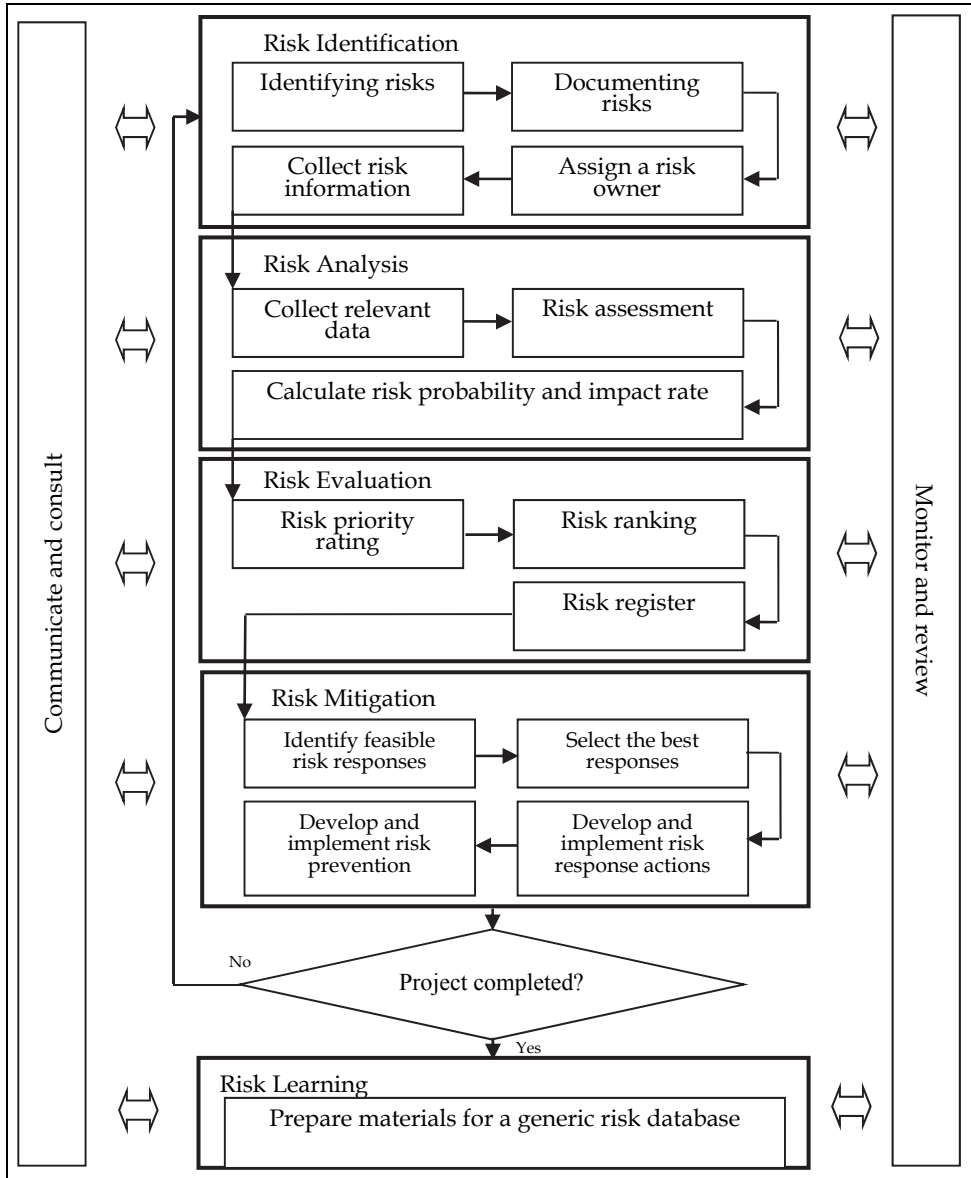 Communicate and consult
Risk Identification
Identifying risks
Documenting
risks
Collect risk
information
Assign a risk
owner
Risk Analysis
Collect relevant
data
Risk assessment
Calculate risk probability and impact rate
Risk Evaluation
Risk priority
rating
Risk ranking
Risk register
Risk Mitigation
Identify feasible
risk responses
Select the best
responses
Develop and
implement risk
prevention
Develop and
implement risk
response actions
No
Project completed?
Yes
Risk Learning
Prepare materials for a generic risk database
Monitor and review